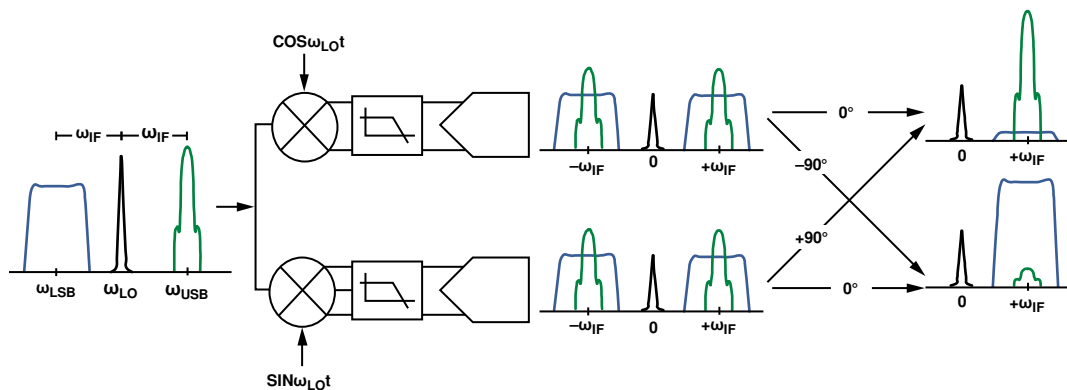 COSωLOt
ωIF ωIF
ωLSB ωLO ωUSB
−ωIF 0 +ωIF
0°
−90°
+90°
0°
0 +ωIF
−ωIF 0 +ωIF
0 +ωIF
SINωLOt